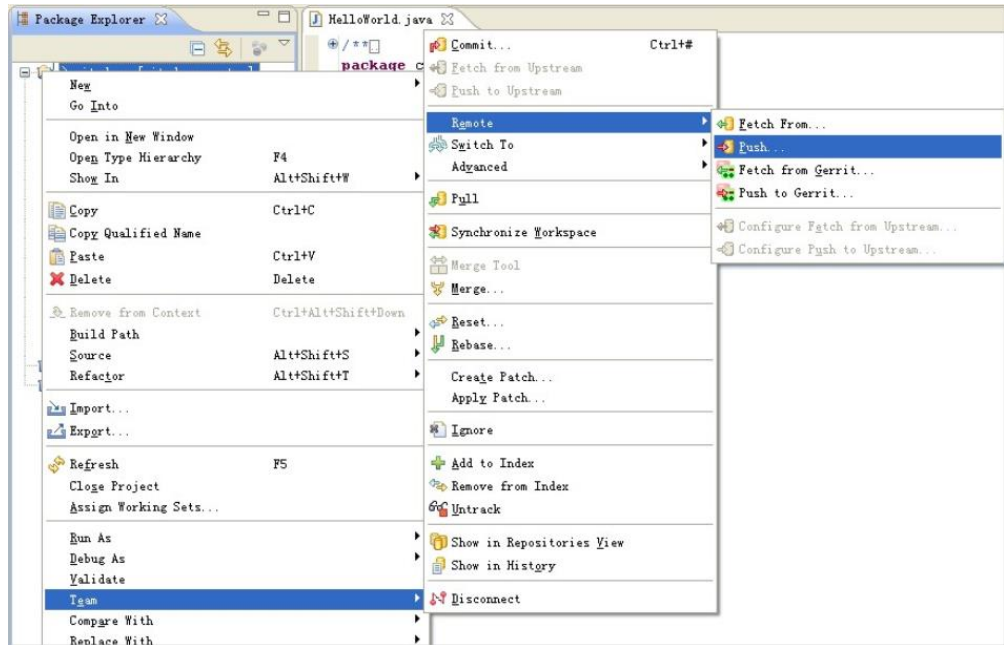 Package Explorer
HelloWorld.java
/**
package c
New
Go Into
Open in New Window
Open Type Hierarchy F4
Show In Alt+Shift+W
Copy Ctrl+C
Copy Qualified Name
Paste Ctrl+V
Delete Delete
Remove from Context Ctrl+Alt+Shift+Down
Build Path
Source Alt+Shift+S
Refactor Alt+Shift+T
Import...
Export...
Refresh F5
Close Project
Assign Working Sets...
Run As
Debug As
Validate
Team
Compare With
Replace With
Commit... Ctrl+#
Fetch from Upstream
Push to Upstream
Remote
Switch To
Advanced
Pull
Synchronize Workspace
Merge Tool
Merge...
Reset...
Rebase...
Create Patch...
Apply Patch...
Ignore
Add to Index
Remove from Index
Untrack
Show in Repositories View
Show in History
Disconnect
Fetch From...
Push...
Fetch from Gerrit...
Push to Gerrit...
Configure Fetch from Upstream...
Configure Push to Upstream...